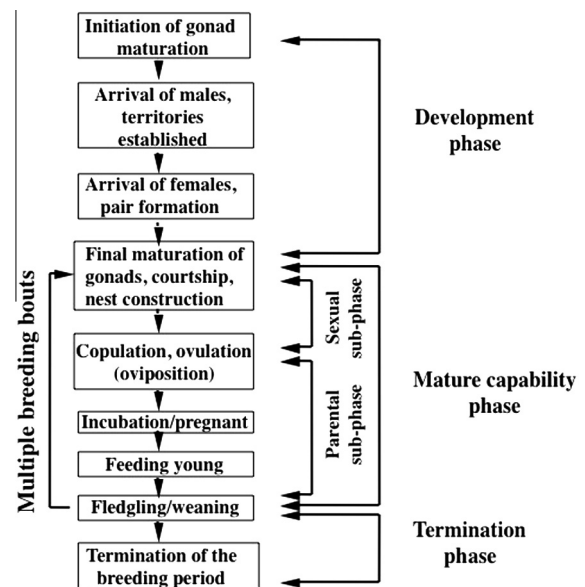 Initiation of gonad
maturation
Arrival of males,
territories
established
Arrival of females,
pair formation
Final maturation of
gonads, courtship,
nest construction
Copulation, ovulation
(oviposition)
Incubation/pregnant
Feeding young
Fledgling/weaning
Termination of the
breeding period
Multiple breeding bouts
Sexual
sub-phase
Parental
sub-phase
Development
phase
Mature capability
phase
Termination
phase